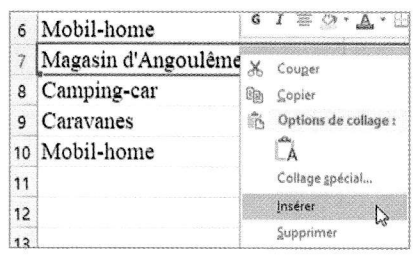 6 Mobil-home
7 Magasin d'Angoulême
8 Camping-car
9 Caravanes
10 Mobil-home
11
12
13
G I A
Couper
Copier
Options de collage :
A
Collage spécial...
Insérer
Supprimer